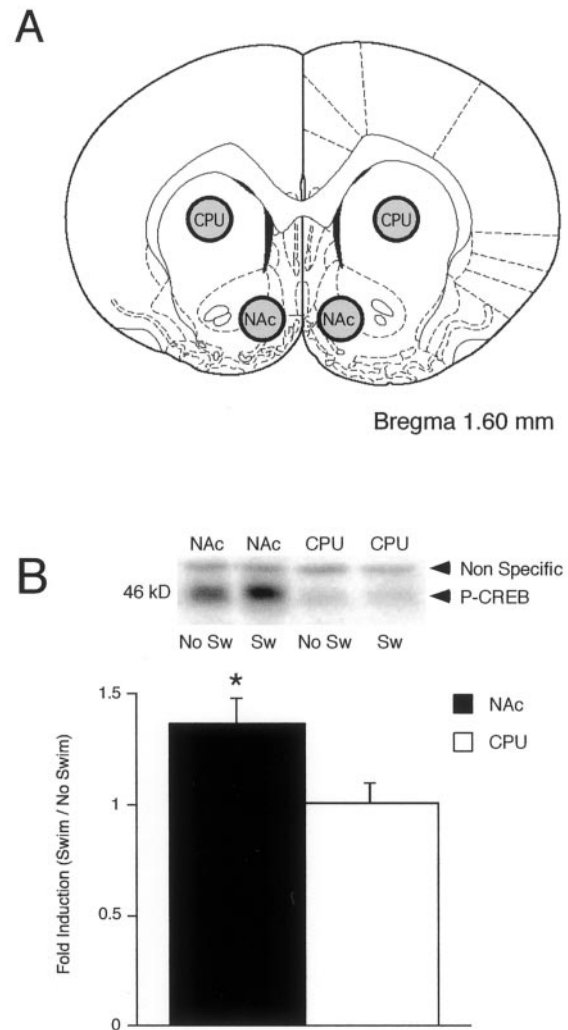 A
CPU CPU
NAc NAc
Bregma 1.60 mm
B
NAc NAc CPU CPU
Non Specific
46 kD
P-CREB
No Sw Sw No Sw Sw
*
NAc
CPU
Fold Induction (Swim / No Swim)
1.5
1
0.5
0